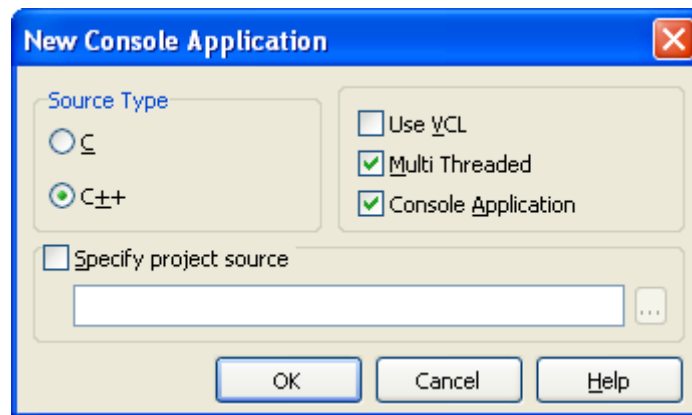 New Console Application
Source Type
C
C++
Use VCL
Multi Threaded
Console Application
Specify project source
...
OK
Cancel
Help